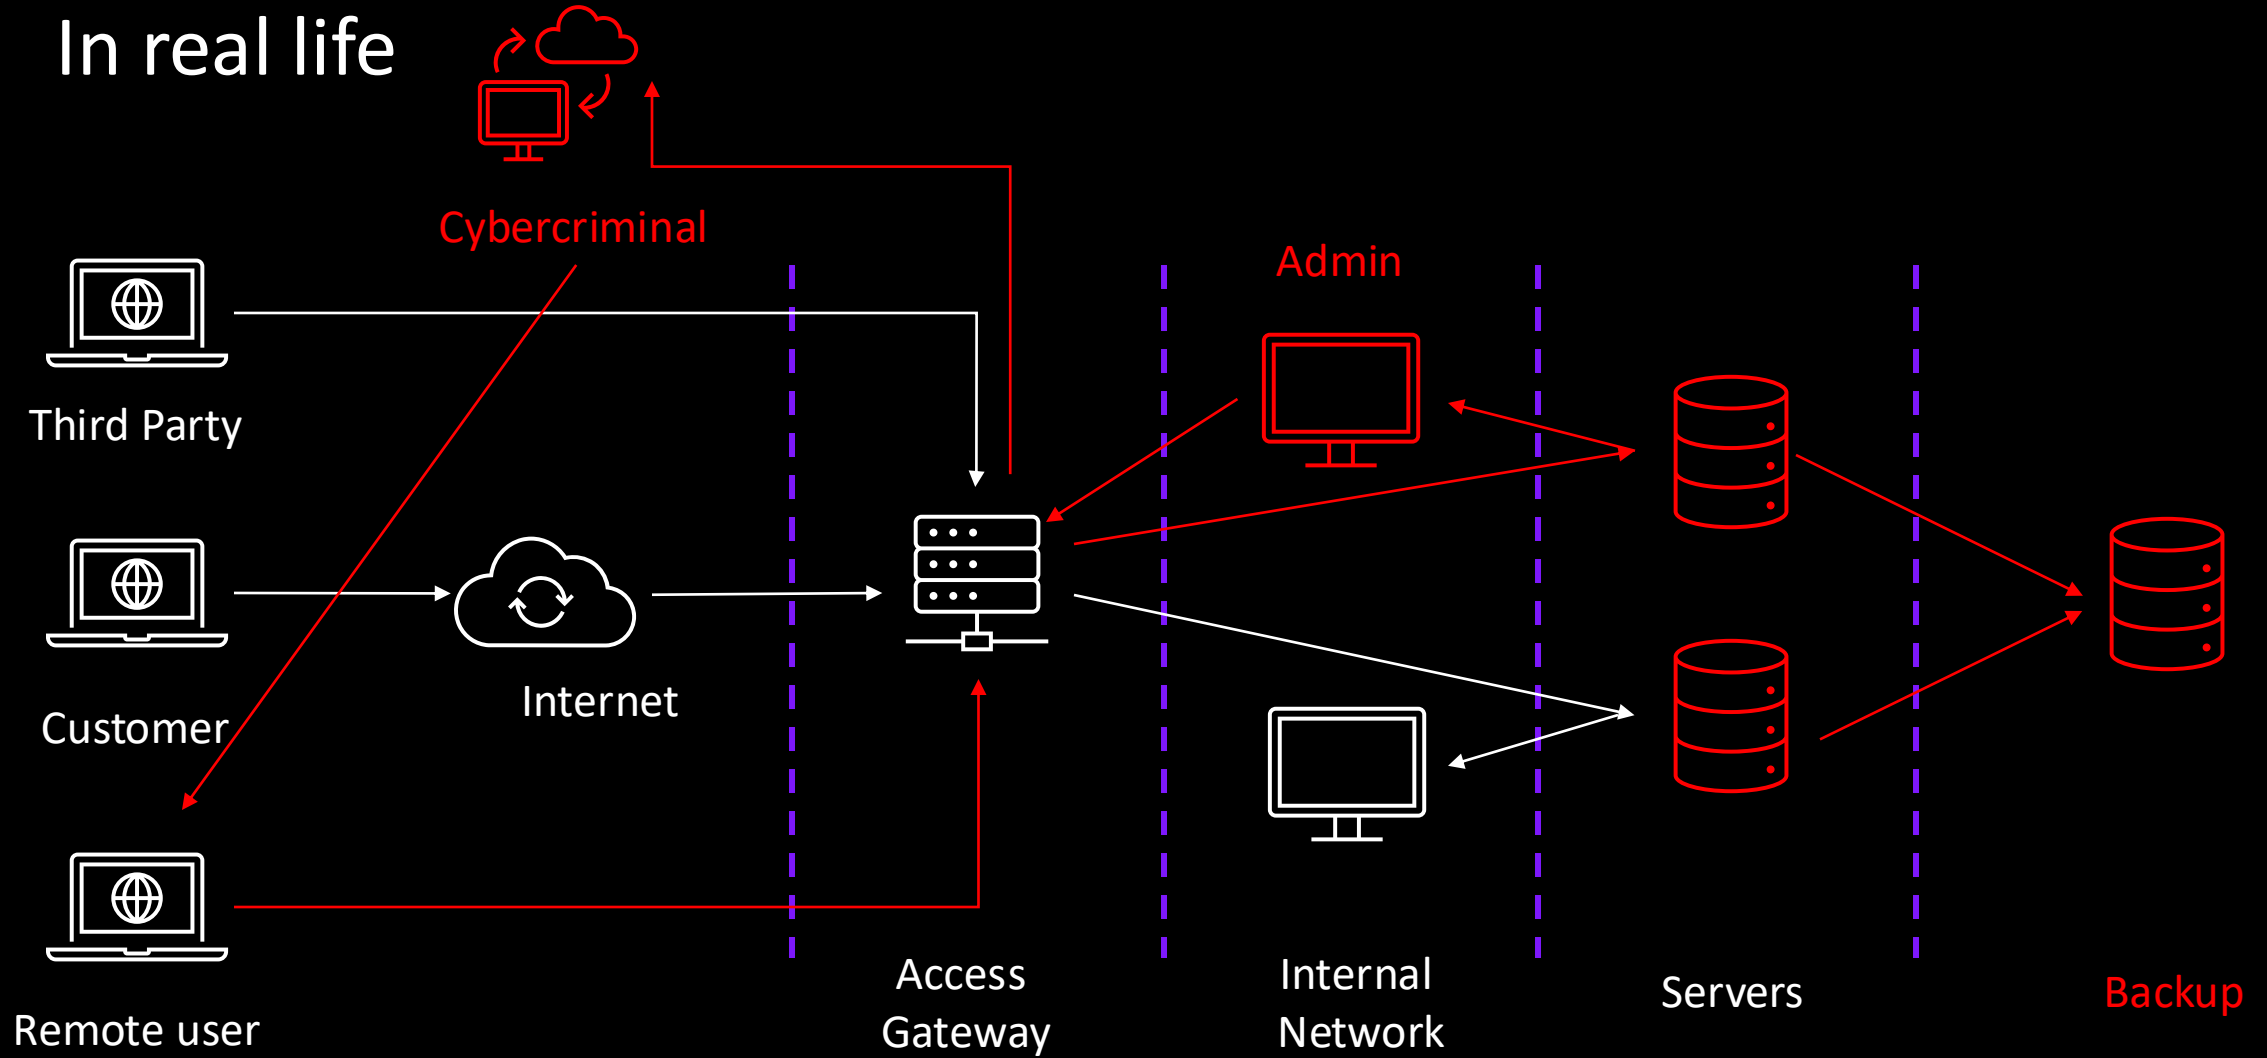 In real life
Cybercriminal
Admin
Third Party
Internet
Customer
Access
Gateway
Internal
Network
Servers
Backup
Remote user